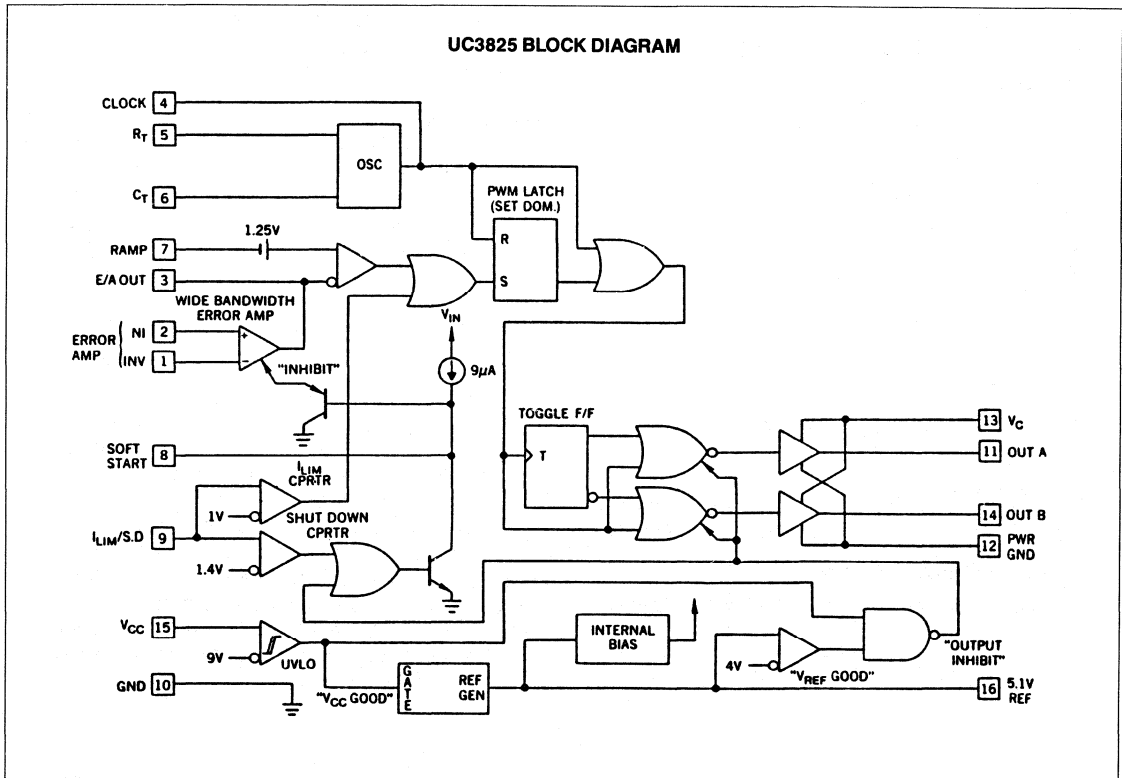 UC3825 BLOCK DIAGRAM
CLOCK 4
RT 5
OSC
CT 6
PWM LATCH
(SET DOM.)
R
S
1.25V
RAMP 7
E/A OUT 3
WIDE BANDWIDTH
ERROR AMP
ERROR
AMP
NI 2
INV 1
+
−
"INHIBIT"
VIN
9μA
SOFT
START 8
TOGGLE F/F
T
13 VC
11 OUT A
14 OUT B
12 PWR
GND
ILIM
CPRTR
1V
SHUT DOWN
CPRTR
ILIM/S.D 9
1.4V
VCC 15
9V
UVLO
GND 10
"VCC GOOD"
GATE
REF
GEN
INTERNAL
BIAS
4V
"VREF GOOD"
"OUTPUT
INHIBIT"
16 5.1V
REF